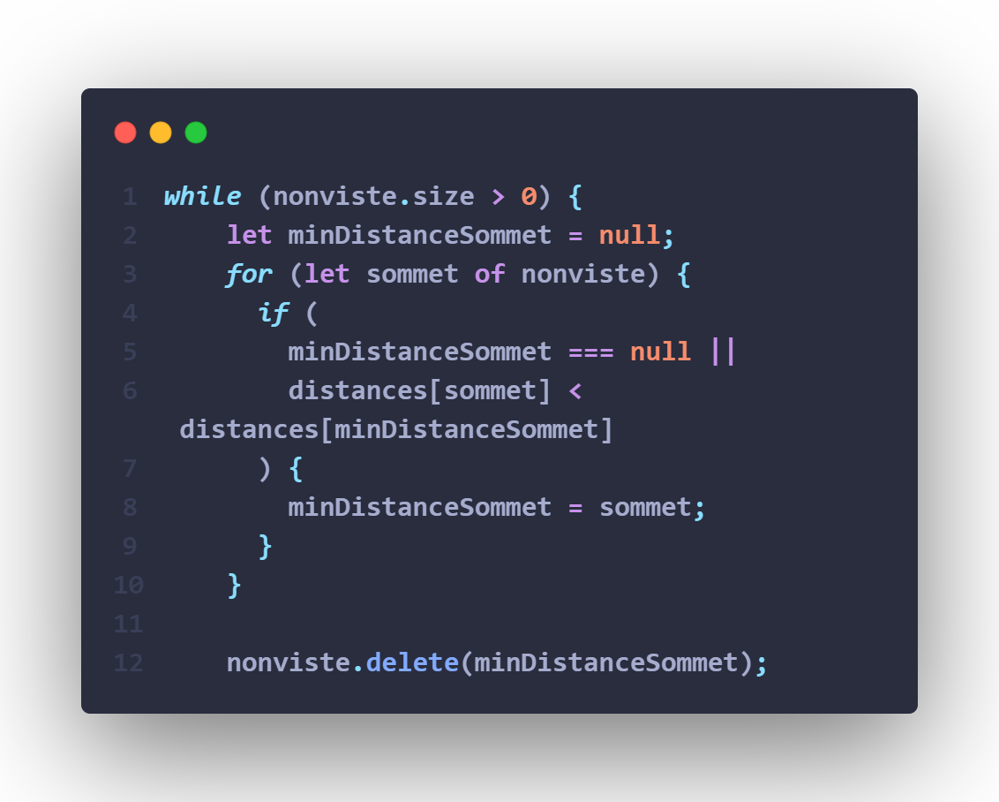 1 while (nonviste.size > 0) {
2     let minDistanceSommet = null;
3     for (let sommet of nonviste) {
4       if (
5         minDistanceSommet === null ||
6         distances[sommet] <
  distances[minDistanceSommet]
7       ) {
8         minDistanceSommet = sommet;
9       }
10     }
11
12     nonviste.delete(minDistanceSommet);